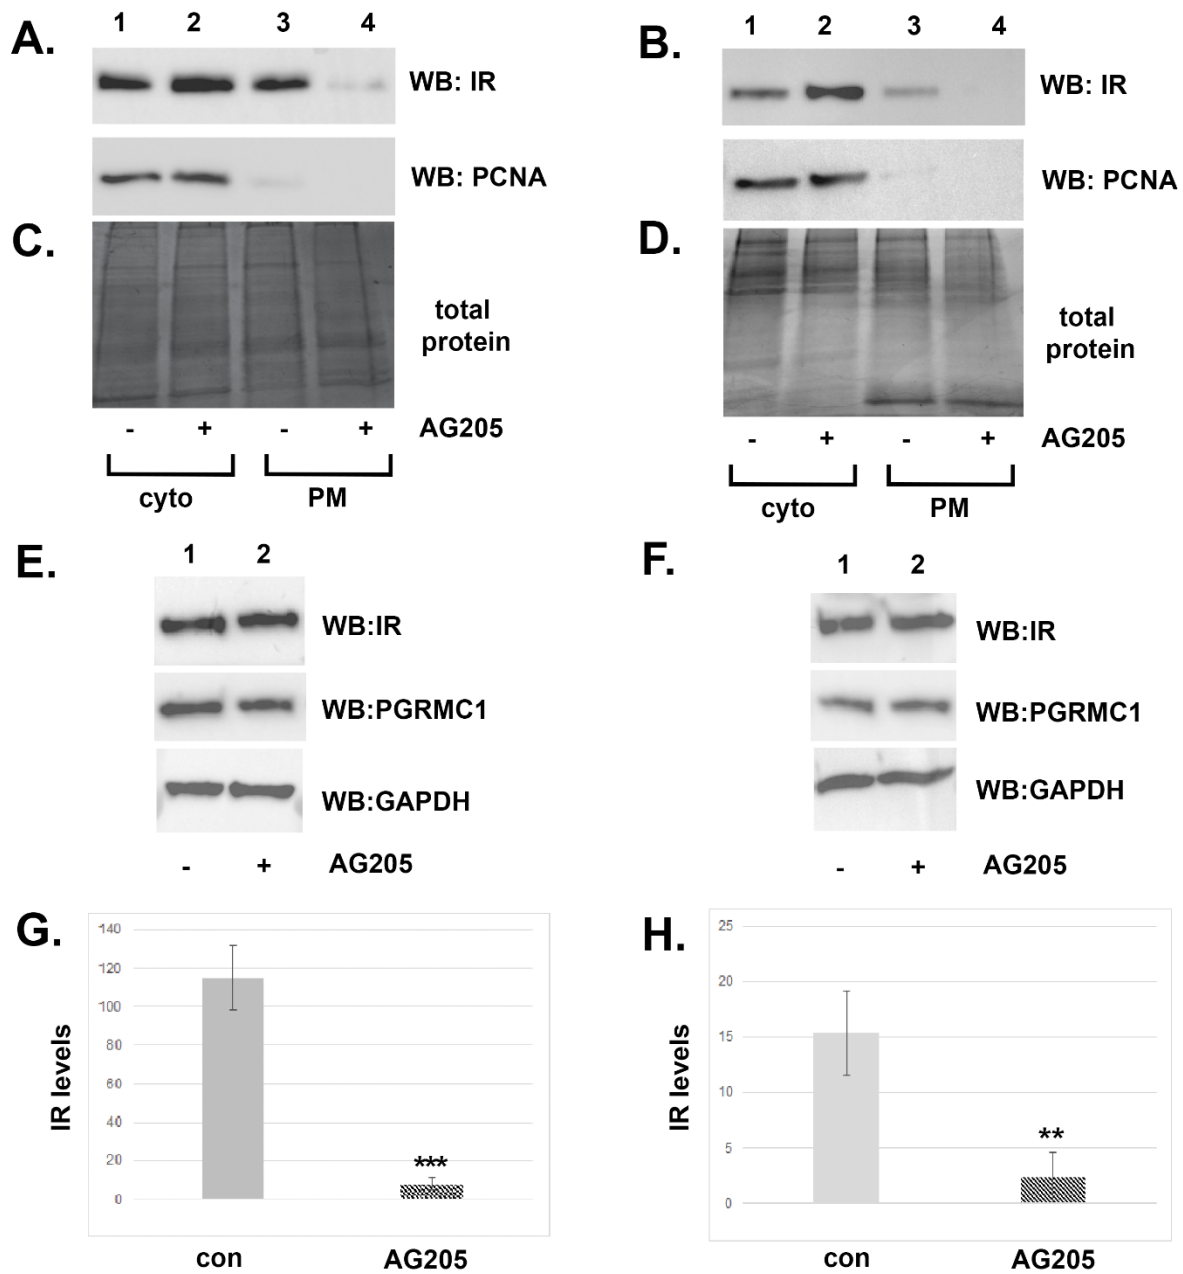 A.
1 2 3 4
WB: IR
WB: PCNA
C.
total
protein
- + - + AG205
cyto PM
B.
1 2 3 4
WB: IR
WB: PCNA
D.
total
protein
- + - + AG205
cyto PM
E.
1 2
WB:IR
WB:PGRMC1
WB:GAPDH
- + AG205
F.
1 2
WB:IR
WB:PGRMC1
WB:GAPDH
- + AG205
G.
IR levels
140
120
100
80
60
40
20
0
***
con AG205
H.
IR levels
25
20
15
10
5
0
**
con AG205